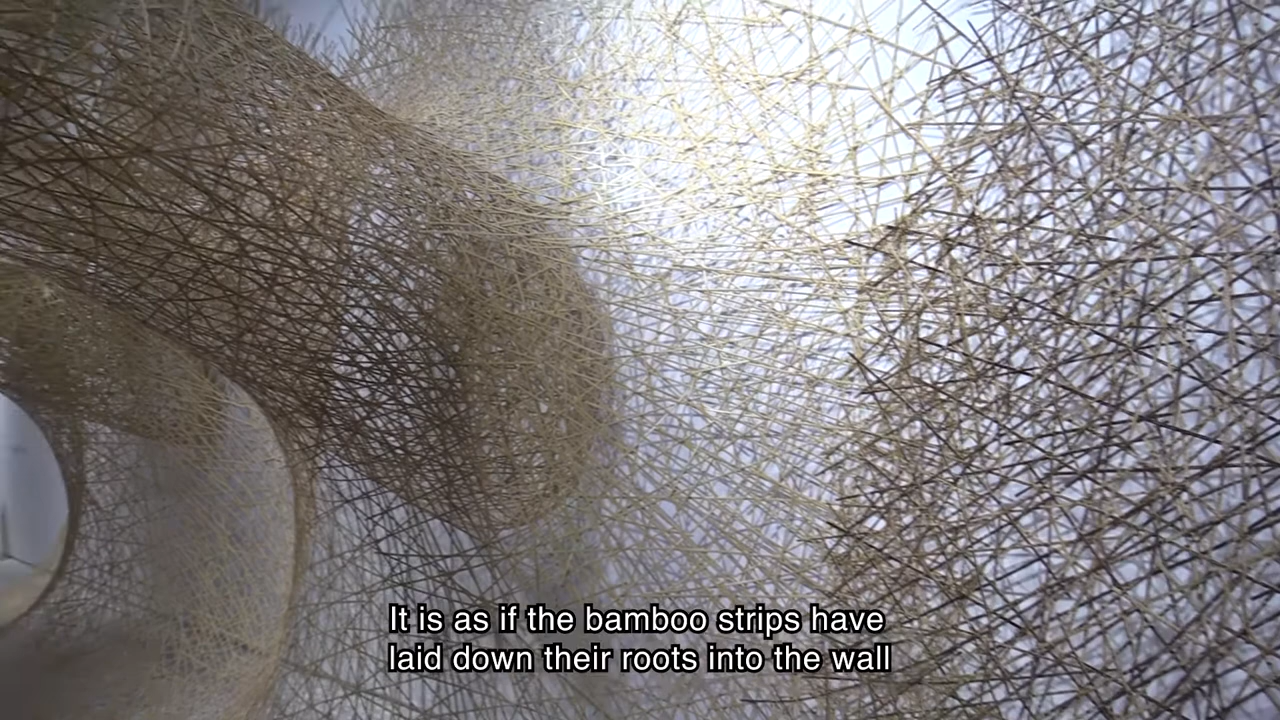 It is as if the bamboo strips have
laid down their roots into the wall